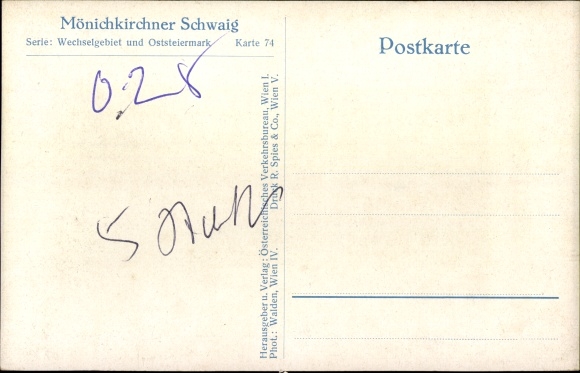 Mönichkirchner Schwaig
Serie: Wechselgebiet und Oststeiermark Karte 74
Postkarte
0.28
5 Stück
Herausgeber u. Verlag: Österreichisches Verkehrsbureau, Wien I.
Phot.: Walden, Wien IV. Druck R. Spies & Co., Wien V.